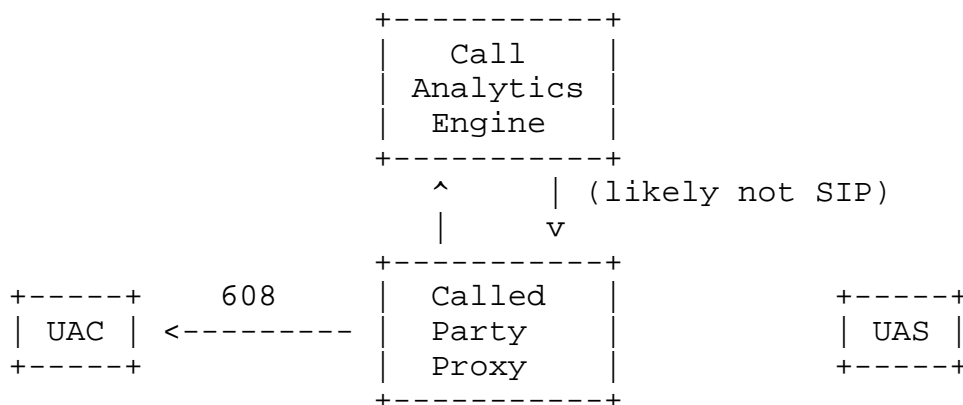 +-----------+
|   Call    |
| Analytics |
|  Engine   |
+-----------+
^     | (likely not SIP)
|     v
+-----------+
+-----+    608     |  Called   |            +-----+
| UAC | <--------- |  Party    |            | UAS |
+-----+            |  Proxy    |            +-----+
+-----------+